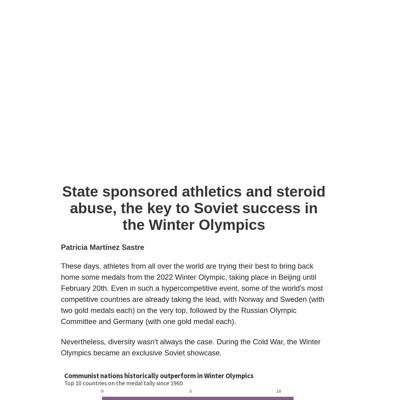 State sponsored athletics and steroid
abuse, the key to Soviet success in
the Winter Olympics
Patricia Martínez Sastre
These days, athletes from all over the world are trying their best to bring back
home some medals from the 2022 Winter Olympic, taking place in Beijing until
February 20th. Even in such a hypercompetitive event, some of the world's most
competitive countries are already taking the lead, with Norway and Sweden (with
two gold medals each) on the very top, followed by the Russian Olympic
Committee and Germany (with one gold medal each).
Nevertheless, diversity wasn't always the case. During the Cold War, the Winter
Olympics became an exclusive Soviet showcase.
Communist nations historically outperform in Winter Olympics
Top 10 countries on the medal tally since 1960
0 5 10